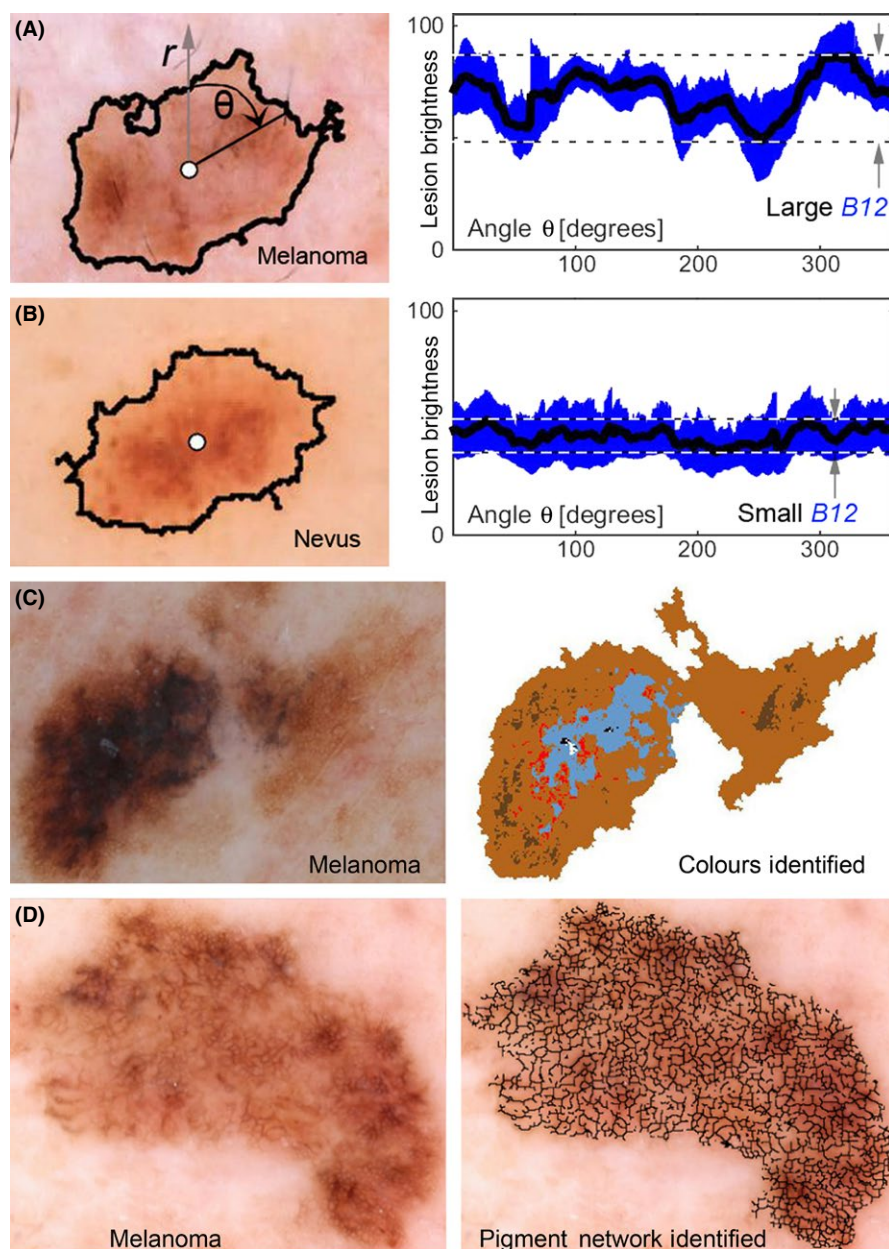 (A)
r
θ
Melanoma
100
Lesion brightness
0
Angle θ [degrees]
Large B12
100
200
300
(B)
Nevus
100
Lesion brightness
0
Angle θ [degrees]
Small B12
100
200
300
(C)
Melanoma
Colours identified
(D)
Melanoma
Pigment network identified